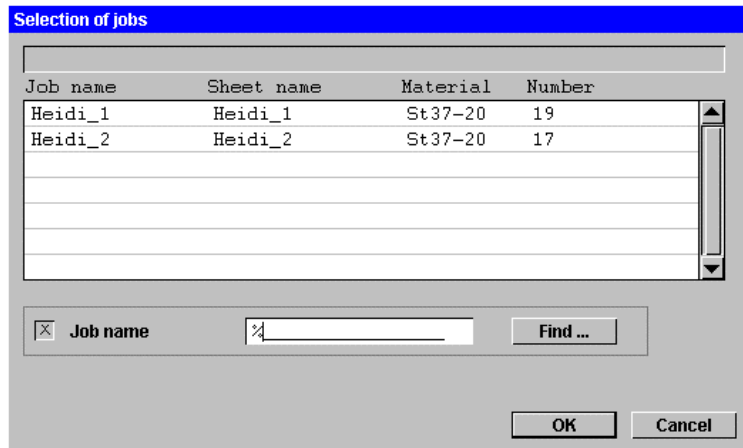 Selection of jobs
Job name Sheet name Material Number
Heidi_1 Heidi_1 St37-20 19
Heidi_2 Heidi_2 St37-20 17
X Job name % Find ...
OK Cancel